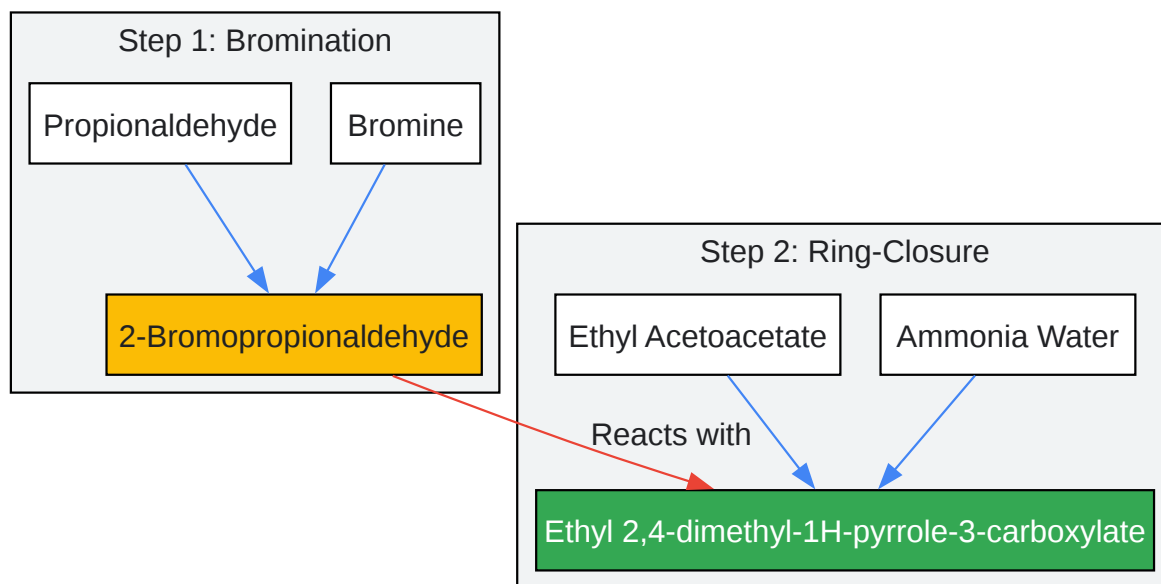 Step 1: Bromination
Propionaldehyde
Bromine
2-Bromopropionaldehyde
Step 2: Ring-Closure
Ethyl Acetoacetate
Ammonia Water
Reacts with
Ethyl 2,4-dimethyl-1H-pyrrole-3-carboxylate